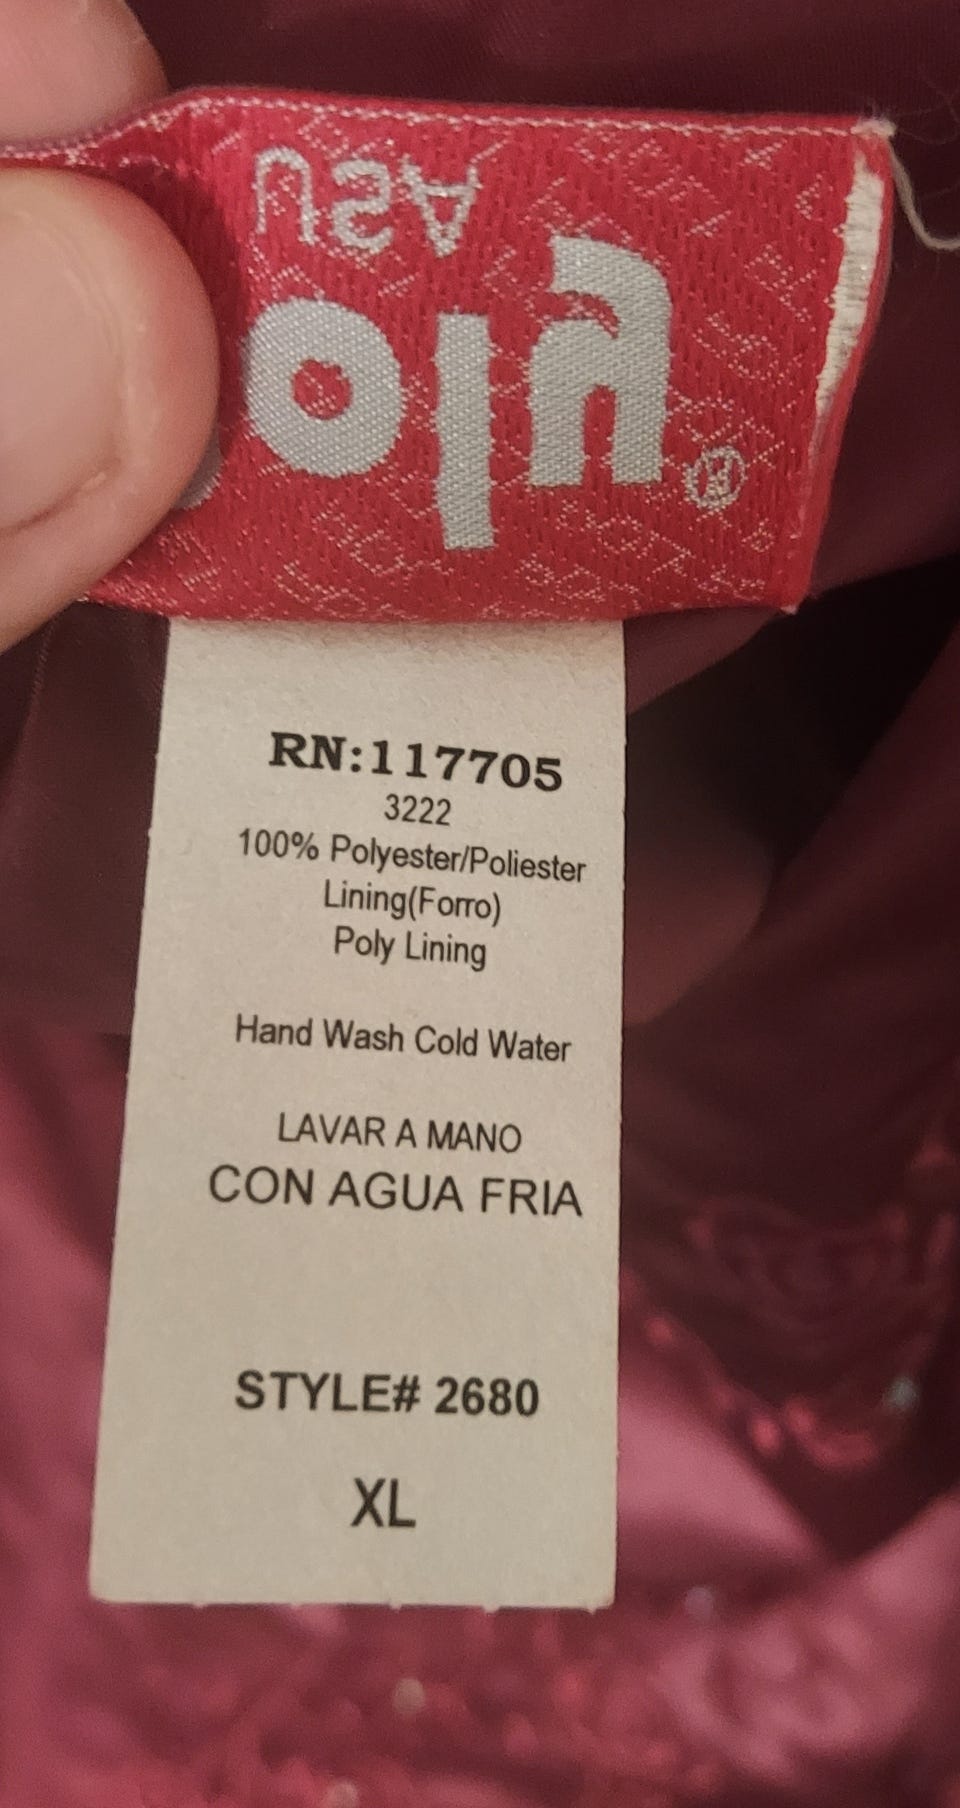 RN:117705
3222
100% Polyester/Poliester
Lining(Forro)
Poly Lining
Hand Wash Cold Water
LAVAR A MANO
CON AGUA FRIA
STYLE# 2680
XL